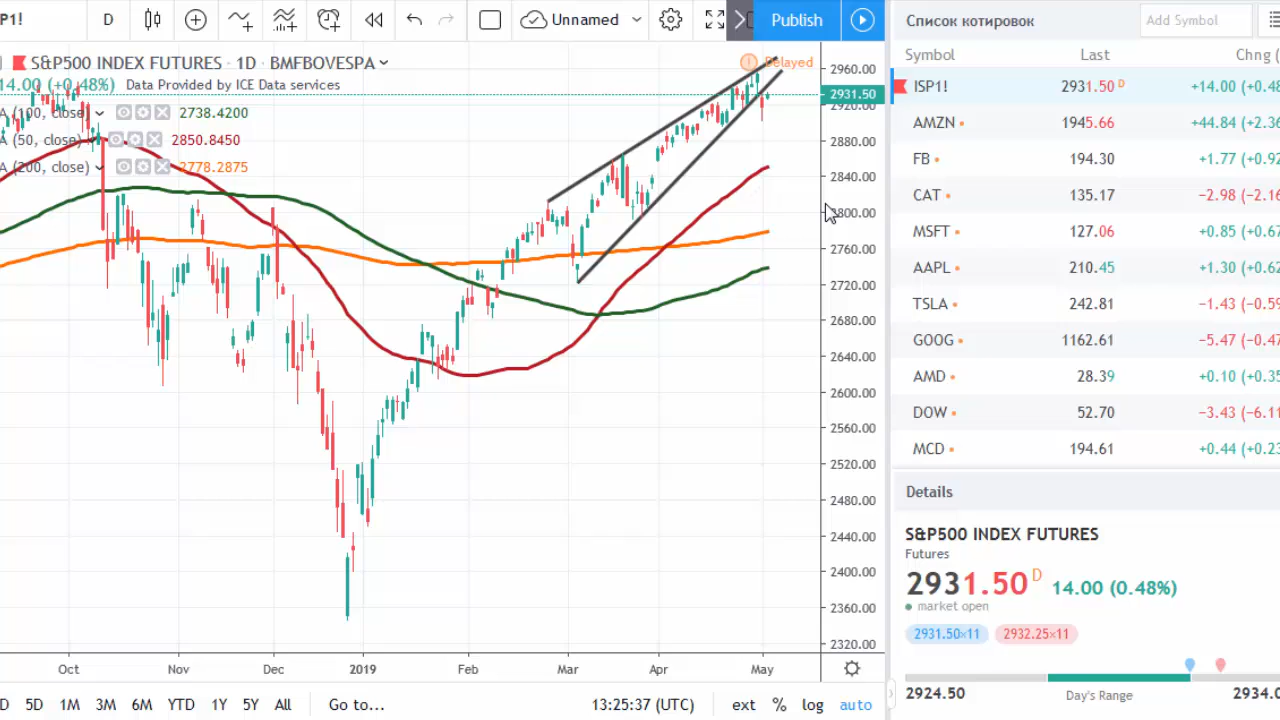 P1! D Unnamed Publish
S&P500 INDEX FUTURES · 1D · BMFBOVESPA Delayed
14.00 (+0.48%) Data Provided by ICE Data services
A (100, close) 2738.4200
A (50, close) 2850.8450
A (200, close) 2778.2875
2960.00
2931.50
2920.00
2880.00
2840.00
2800.00
2760.00
2720.00
2680.00
2640.00
2600.00
2560.00
2520.00
2480.00
2440.00
2400.00
2360.00
2320.00
Oct Nov Dec 2019 Feb Mar Apr May
D 5D 1M 3M 6M YTD 1Y 5Y All Go to... 13:25:37 (UTC) ext % log auto
Список котировок Add Symbol
Symbol Last Chng (
ISP1! 2931.50 D +14.00 (+0.48
AMZN 1945.66 +44.84 (+2.36
FB 194.30 +1.77 (+0.92
CAT 135.17 −2.98 (−2.16
MSFT 127.06 +0.85 (+0.67
AAPL 210.45 +1.30 (+0.62
TSLA 242.81 −1.43 (−0.59
GOOG 1162.61 −5.47 (−0.47
AMD 28.39 +0.10 (+0.35
DOW 52.70 −3.43 (−6.11
MCD 194.61 +0.44 (+0.23
Details
S&P500 INDEX FUTURES
Futures
2931.50 D 14.00 (0.48%)
market open
2931.50×11 2932.25×11
2924.50 Day's Range 2934.0